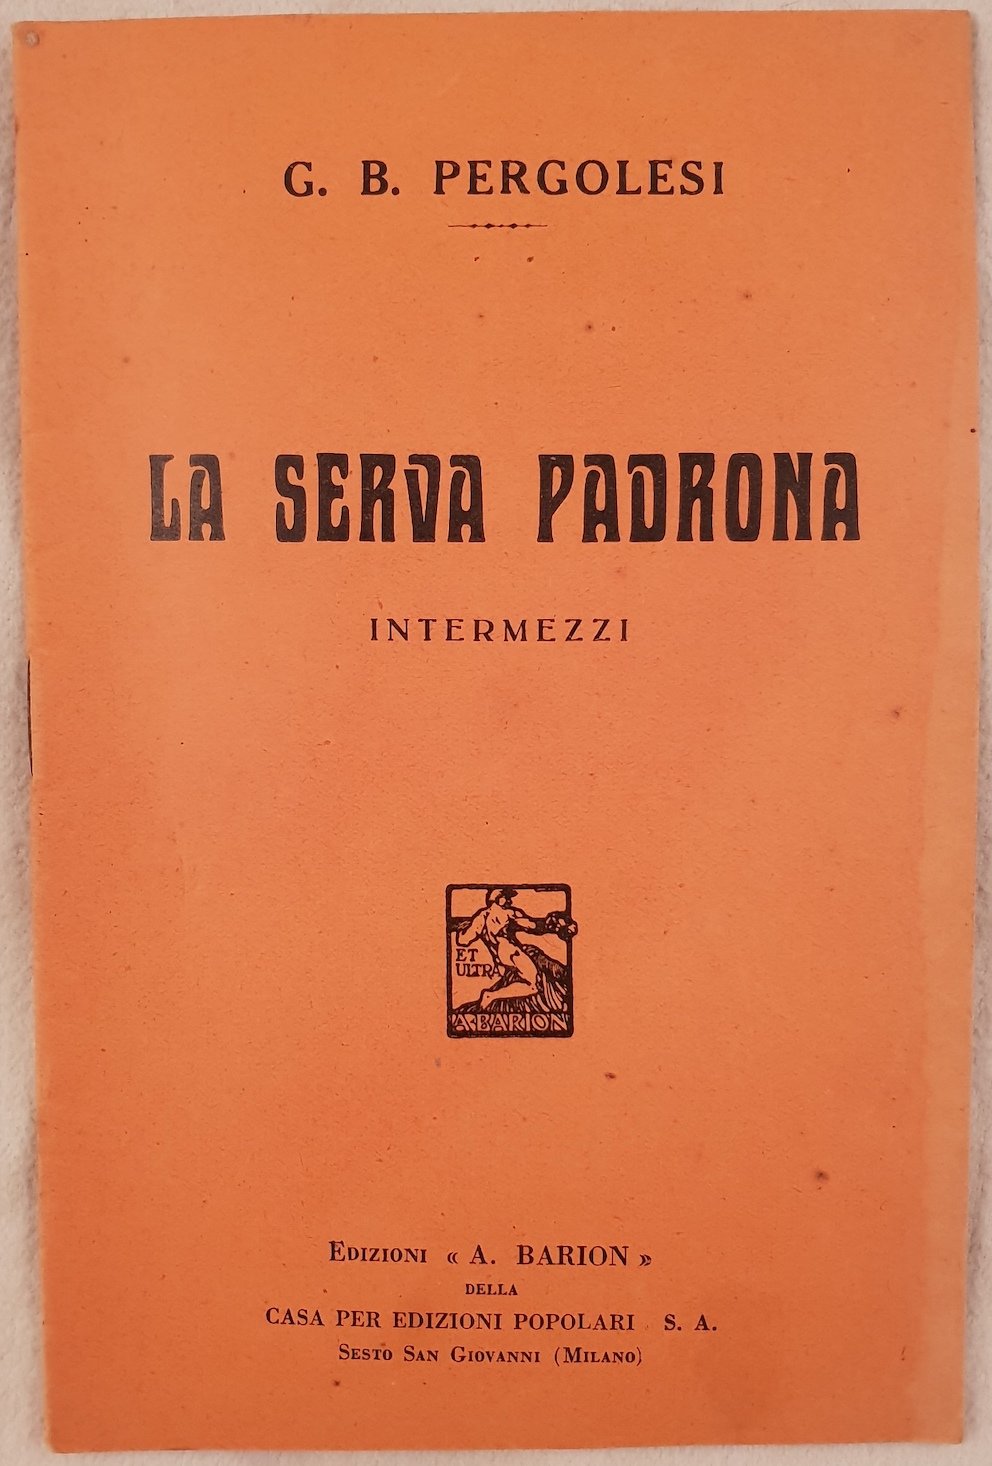 G. B. PERGOLESI
LA SERVA PADRONA
INTERMEZZI
ET
ULTRA
A·BARION
EDIZIONI « A. BARION »
DELLA
CASA PER EDIZIONI POPOLARI S. A.
SESTO SAN GIOVANNI (MILANO)